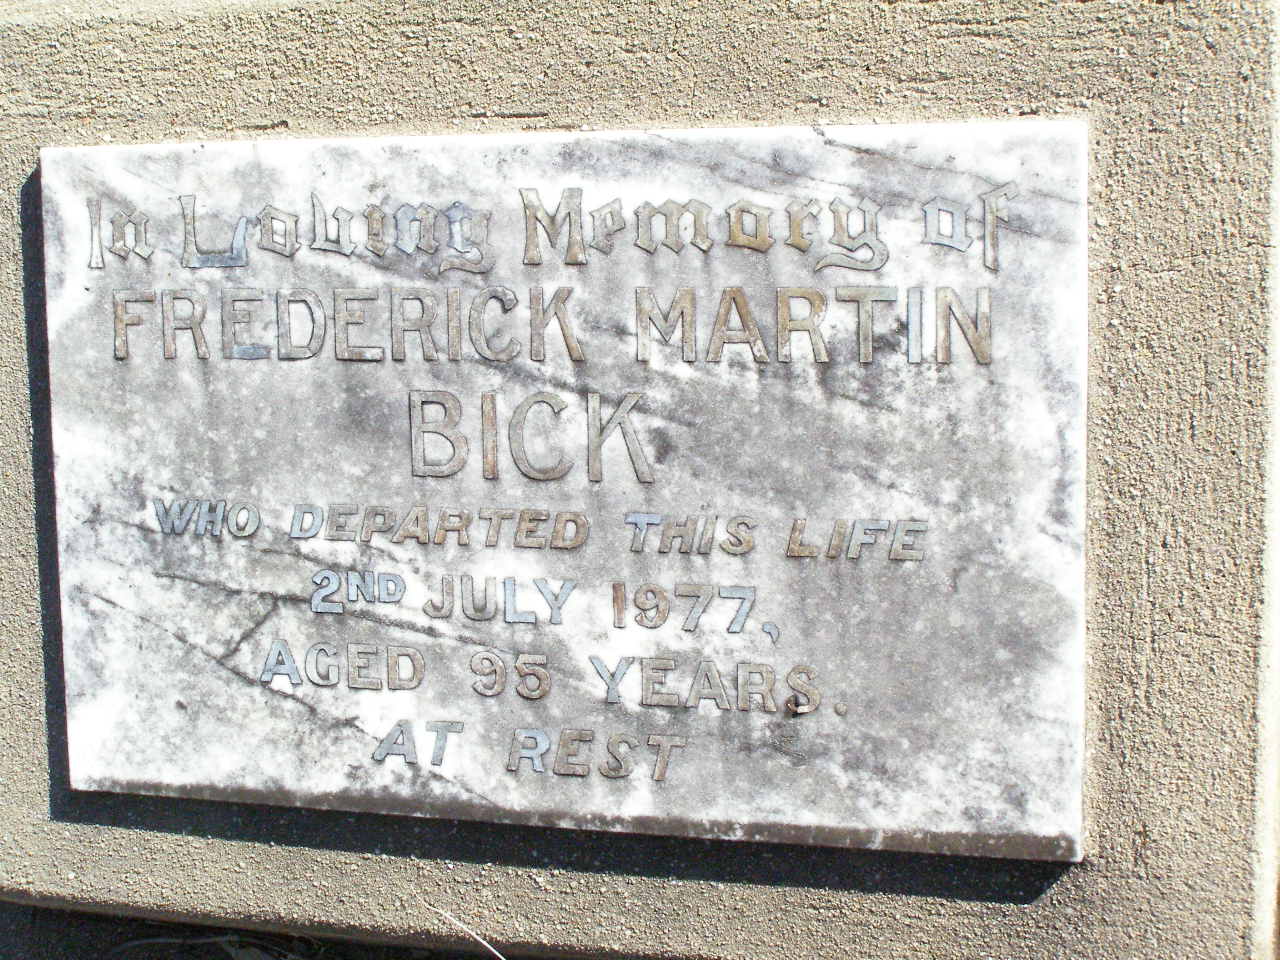 In Loving Memory of
FREDERICK MARTIN
BICK
WHO DEPARTED THIS LIFE
2ND JULY 1977,
AGED 95 YEARS.
AT REST